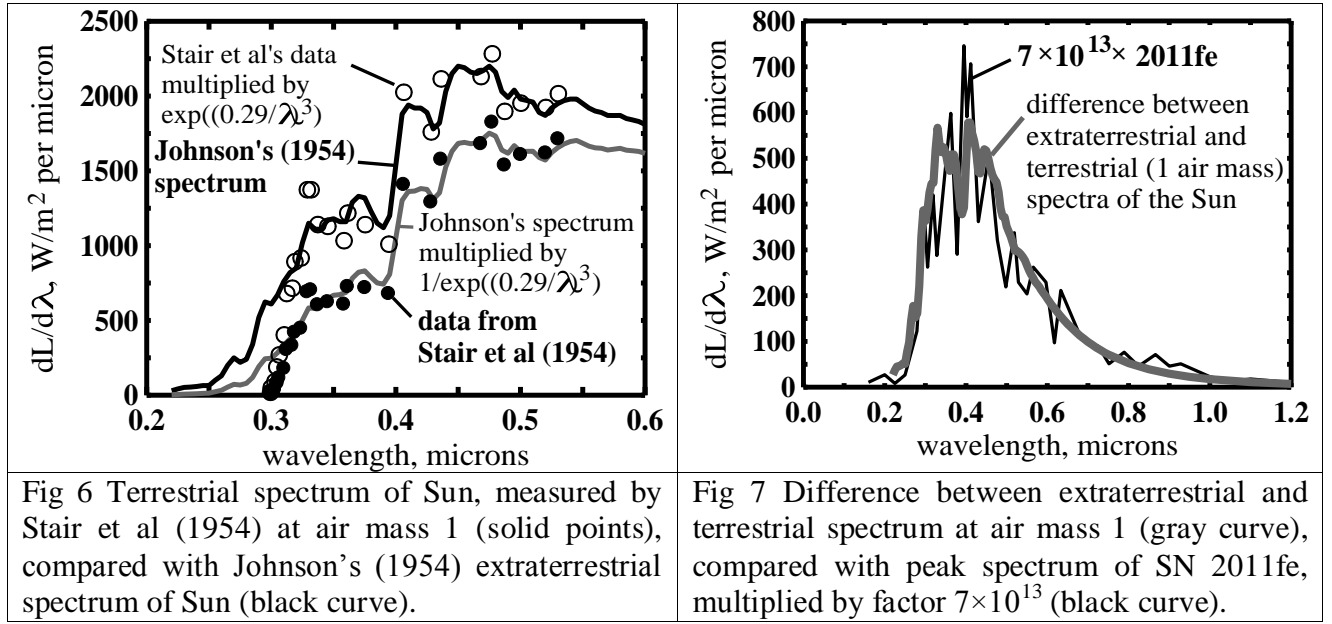 2500
2000
1500
1000
500
0
0.2 0.3 0.4 0.5 0.6
dL/dλ, W/m² per micron
wavelength, microns
Stair et al's data
multiplied by
exp((0.29/λ)³)
Johnson's (1954)
spectrum
Johnson's spectrum
multiplied by
1/exp((0.29/λ)³)
data from
Stair et al (1954)
Fig 6 Terrestrial spectrum of Sun, measured by
Stair et al (1954) at air mass 1 (solid points),
compared with Johnson’s (1954) extraterrestrial
spectrum of Sun (black curve).
800
700
600
500
400
300
200
100
0
0.0 0.2 0.4 0.6 0.8 1.0 1.2
dL/dλ, W/m² per micron
wavelength, microns
7 ×10¹³× 2011fe
difference between
extraterrestrial and
terrestrial (1 air mass)
spectra of the Sun
Fig 7 Difference between extraterrestrial and
terrestrial spectrum at air mass 1 (gray curve),
compared with peak spectrum of SN 2011fe,
multiplied by factor 7×10¹³ (black curve).